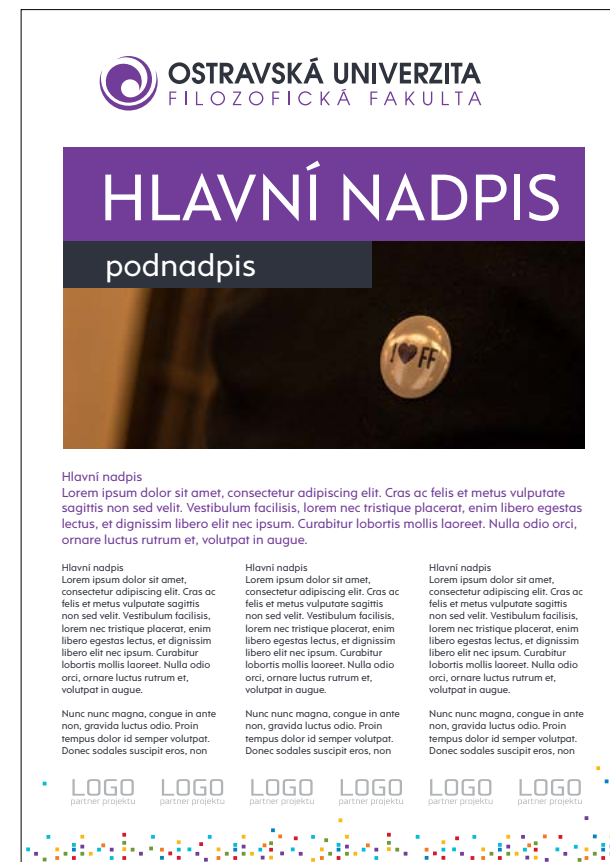 OSTRAVSKÁ UNIVERZITA
FILOZOFICKÁ FAKULTA
HLAVNÍ NADPIS
podnadpis
I♥FF
Hlavní nadpis
Lorem ipsum dolor sit amet, consectetur adipiscing elit. Cras ac felis et metus vulputate
sagittis non sed velit. Vestibulum facilisis, lorem nec tristique placerat, enim libero egestas
lectus, et dignissim libero elit nec ipsum. Curabitur lobortis mollis laoreet. Nulla odio orci,
ornare luctus rutrum et, volutpat in augue.
Hlavní nadpis
Lorem ipsum dolor sit amet,
consectetur adipiscing elit. Cras ac
felis et metus vulputate sagittis
non sed velit. Vestibulum facilisis,
lorem nec tristique placerat, enim
libero egestas lectus, et dignissim
libero elit nec ipsum. Curabitur
lobortis mollis laoreet. Nulla odio
orci, ornare luctus rutrum et,
volutpat in augue.
Nunc nunc magna, congue in ante
non, gravida luctus odio. Proin
tempus dolor id semper volutpat.
Donec sodales suscipit eros, non
Hlavní nadpis
Lorem ipsum dolor sit amet,
consectetur adipiscing elit. Cras ac
felis et metus vulputate sagittis
non sed velit. Vestibulum facilisis,
lorem nec tristique placerat, enim
libero egestas lectus, et dignissim
libero elit nec ipsum. Curabitur
lobortis mollis laoreet. Nulla odio
orci, ornare luctus rutrum et,
volutpat in augue.
Nunc nunc magna, congue in ante
non, gravida luctus odio. Proin
tempus dolor id semper volutpat.
Donec sodales suscipit eros, non
Hlavní nadpis
Lorem ipsum dolor sit amet,
consectetur adipiscing elit. Cras ac
felis et metus vulputate sagittis
non sed velit. Vestibulum facilisis,
lorem nec tristique placerat, enim
libero egestas lectus, et dignissim
libero elit nec ipsum. Curabitur
lobortis mollis laoreet. Nulla odio
orci, ornare luctus rutrum et,
volutpat in augue.
Nunc nunc magna, congue in ante
non, gravida luctus odio. Proin
tempus dolor id semper volutpat.
Donec sodales suscipit eros, non
LOGO LOGO LOGO LOGO LOGO LOGO
partner projektu partner projektu partner projektu partner projektu partner projektu partner projektu